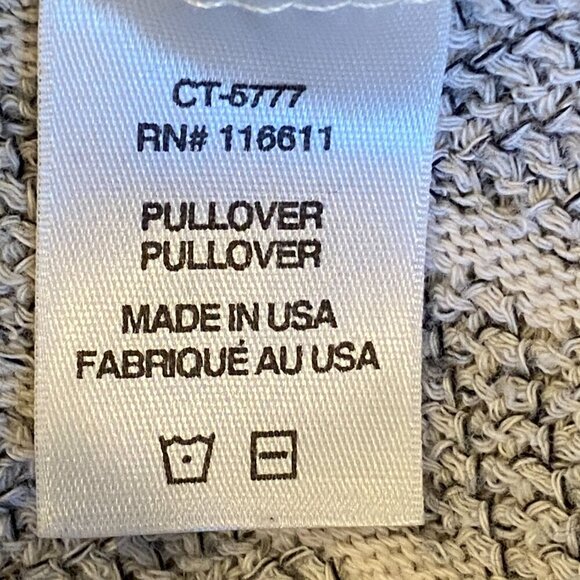 CT-5777
RN# 116611
PULLOVER
PULLOVER
MADE IN USA
FABRIQUÉ AU USA